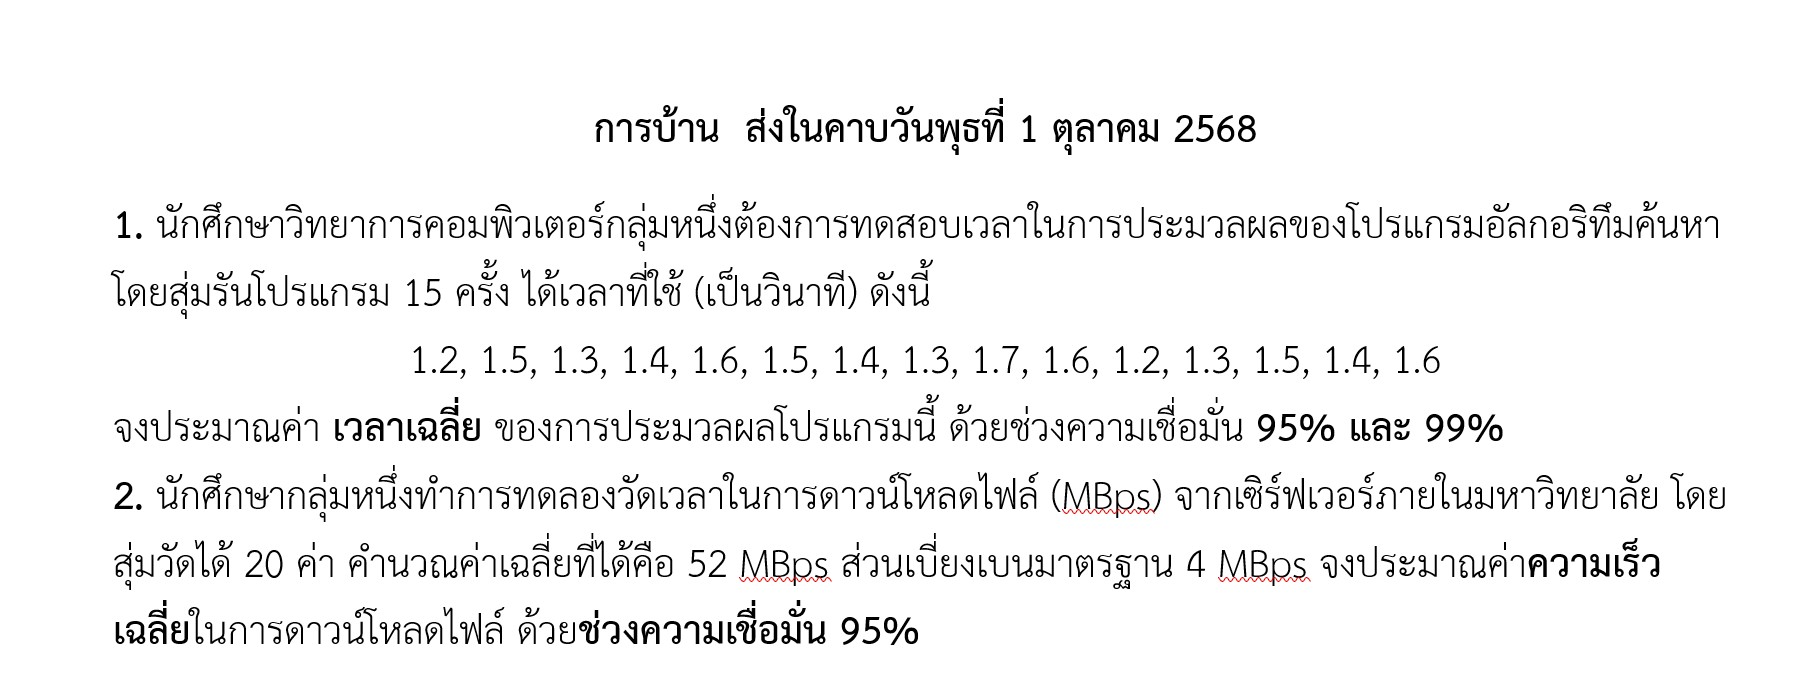 การบ้าน ส่งในคาบวันพุธที่ 1 ตุลาคม 2568
1. นักศึกษาวิทยาการคอมพิวเตอร์กลุ่มหนึ่งต้องการทดสอบเวลาในการประมวลผลของโปรแกรมอัลกอริทึมค้นหา
โดยสุ่มรันโปรแกรม 15 ครั้ง ได้เวลาที่ใช้ (เป็นวินาที) ดังนี้
1.2, 1.5, 1.3, 1.4, 1.6, 1.5, 1.4, 1.3, 1.7, 1.6, 1.2, 1.3, 1.5, 1.4, 1.6
จงประมาณค่า เวลาเฉลี่ย ของการประมวลผลโปรแกรมนี้ ด้วยช่วงความเชื่อมั่น 95% และ 99%
2. นักศึกษากลุ่มหนึ่งทำการทดลองวัดเวลาในการดาวน์โหลดไฟล์ (MBps) จากเซิร์ฟเวอร์ภายในมหาวิทยาลัย โดย
สุ่มวัดได้ 20 ค่า คำนวณค่าเฉลี่ยที่ได้คือ 52 MBps ส่วนเบี่ยงเบนมาตรฐาน 4 MBps จงประมาณค่าความเร็ว
เฉลี่ยในการดาวน์โหลดไฟล์ ด้วยช่วงความเชื่อมั่น 95%